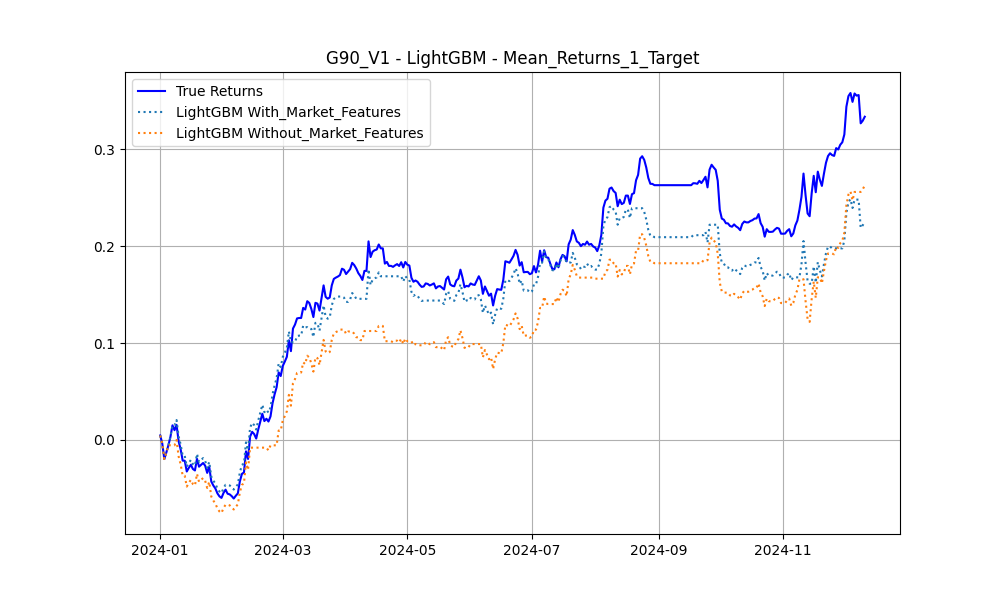 G90_V1 - LightGBM - Mean_Returns_1_Target
True Returns
LightGBM With_Market_Features
LightGBM Without_Market_Features
0.3
0.2
0.1
0.0
2024-01 2024-03 2024-05 2024-07 2024-09 2024-11